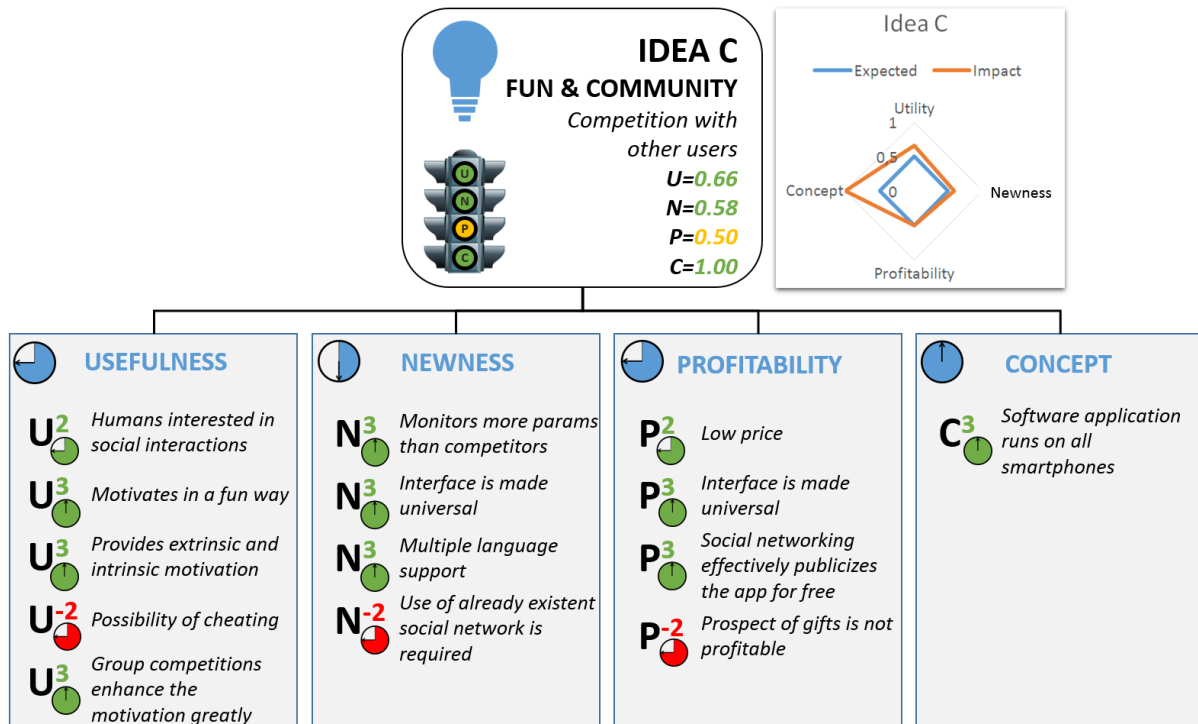 IDEA C
FUN & COMMUNITY
Competition with
other users
U=0.66
N=0.58
P=0.50
C=1.00
U
N
P
C
Idea C
Expected
Impact
Utility
1
0,5
0
Concept
Newness
Profitability
USEFULNESS
U2
Humans interested in
social interactions
U3
Motivates in a fun way
U3
Provides extrinsic and
intrinsic motivation
U-2
Possibility of cheating
U3
Group competitions
enhance the
motivation greatly
NEWNESS
N3
Monitors more params
than competitors
N3
Interface is made
universal
N3
Multiple language
support
N-2
Use of already existent
social network is
required
PROFITABILITY
P2
Low price
P3
Interface is made
universal
P3
Social networking
effectively publicizes
the app for free
P-2
Prospect of gifts is not
profitable
CONCEPT
C3
Software application
runs on all
smartphones